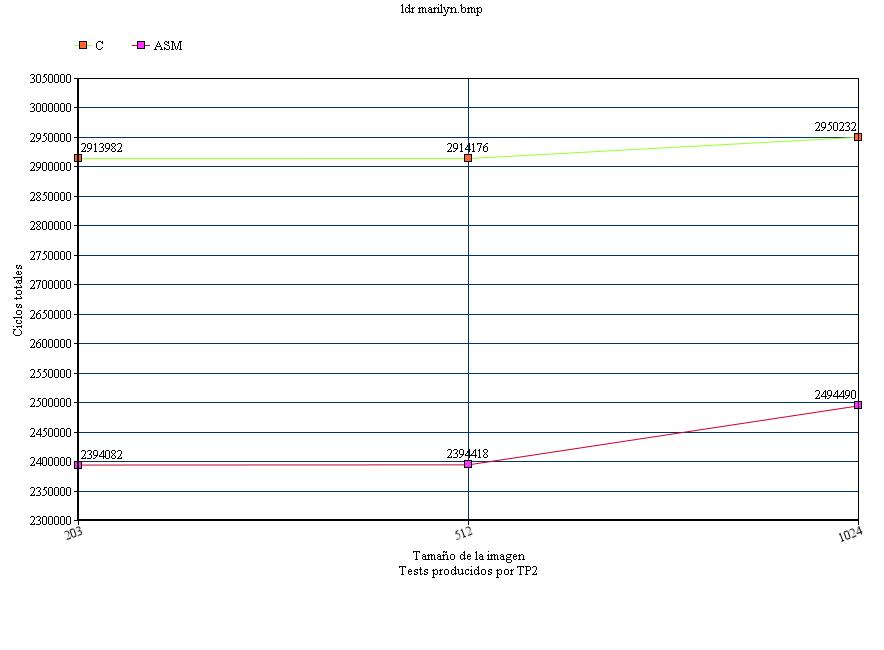 ldr marilyn.bmp
C ASM
3050000
3000000
2950000
2900000
2850000
2800000
2750000
2700000
2650000
2600000
2550000
2500000
2450000
2400000
2350000
2300000
Ciclos totales
2913982 2914176 2950232
2394082 2394418 2494490
203 512 1024
Tamaño de la imagen
Tests producidos por TP2